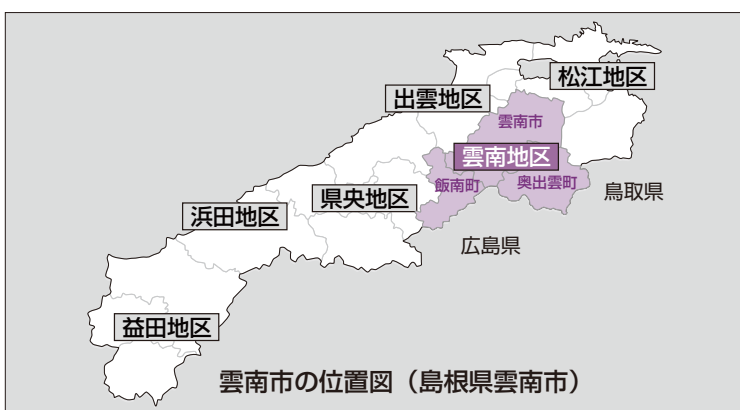 松江地区
出雲地区
雲南市
雲南地区
飯南町
奥出雲町
鳥取県
県央地区
浜田地区
広島県
益田地区
雲南市の位置図（島根県雲南市）